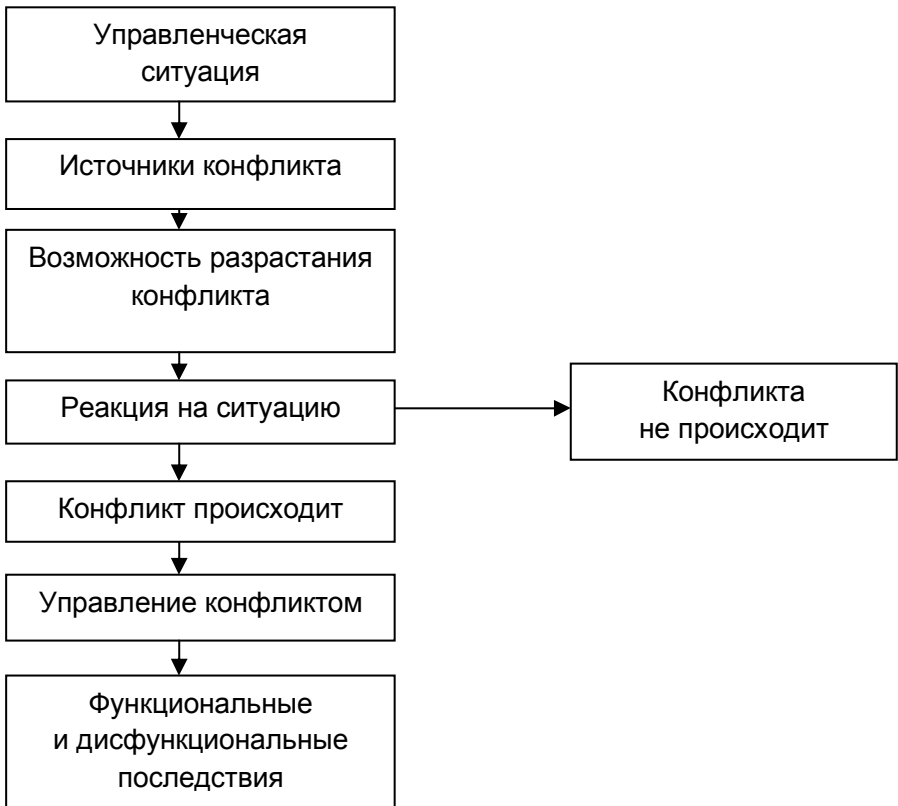 Управленческая
ситуация
Источники конфликта
Возможность разрастания
конфликта
Реакция на ситуацию
Конфликта
не происходит
Конфликт происходит
Управление конфликтом
Функциональные
и дисфункциональные
последствия